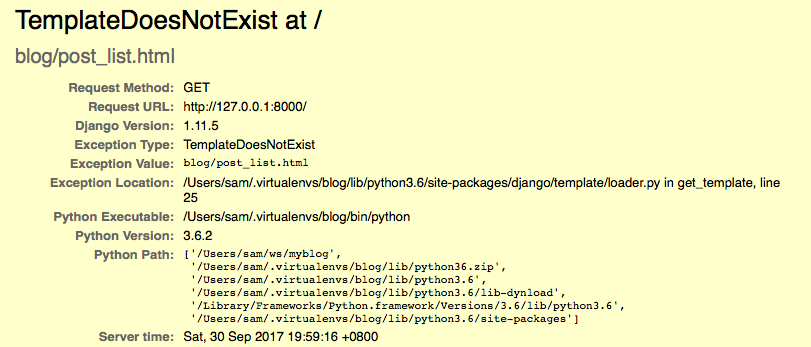 TemplateDoesNotExist at /
blog/post_list.html
Request Method: GET
Request URL: http://127.0.0.1:8000/
Django Version: 1.11.5
Exception Type: TemplateDoesNotExist
Exception Value: blog/post_list.html
Exception Location: /Users/sam/.virtualenvs/blog/lib/python3.6/site-packages/django/template/loader.py in get_template, line
25
Python Executable: /Users/sam/.virtualenvs/blog/bin/python
Python Version: 3.6.2
Python Path: ['/Users/sam/ws/myblog',
'/Users/sam/.virtualenvs/blog/lib/python36.zip',
'/Users/sam/.virtualenvs/blog/lib/python3.6',
'/Users/sam/.virtualenvs/blog/lib/python3.6/lib-dynload',
'/Library/Frameworks/Python.framework/Versions/3.6/lib/python3.6',
'/Users/sam/.virtualenvs/blog/lib/python3.6/site-packages']
Server time: Sat, 30 Sep 2017 19:59:16 +0800